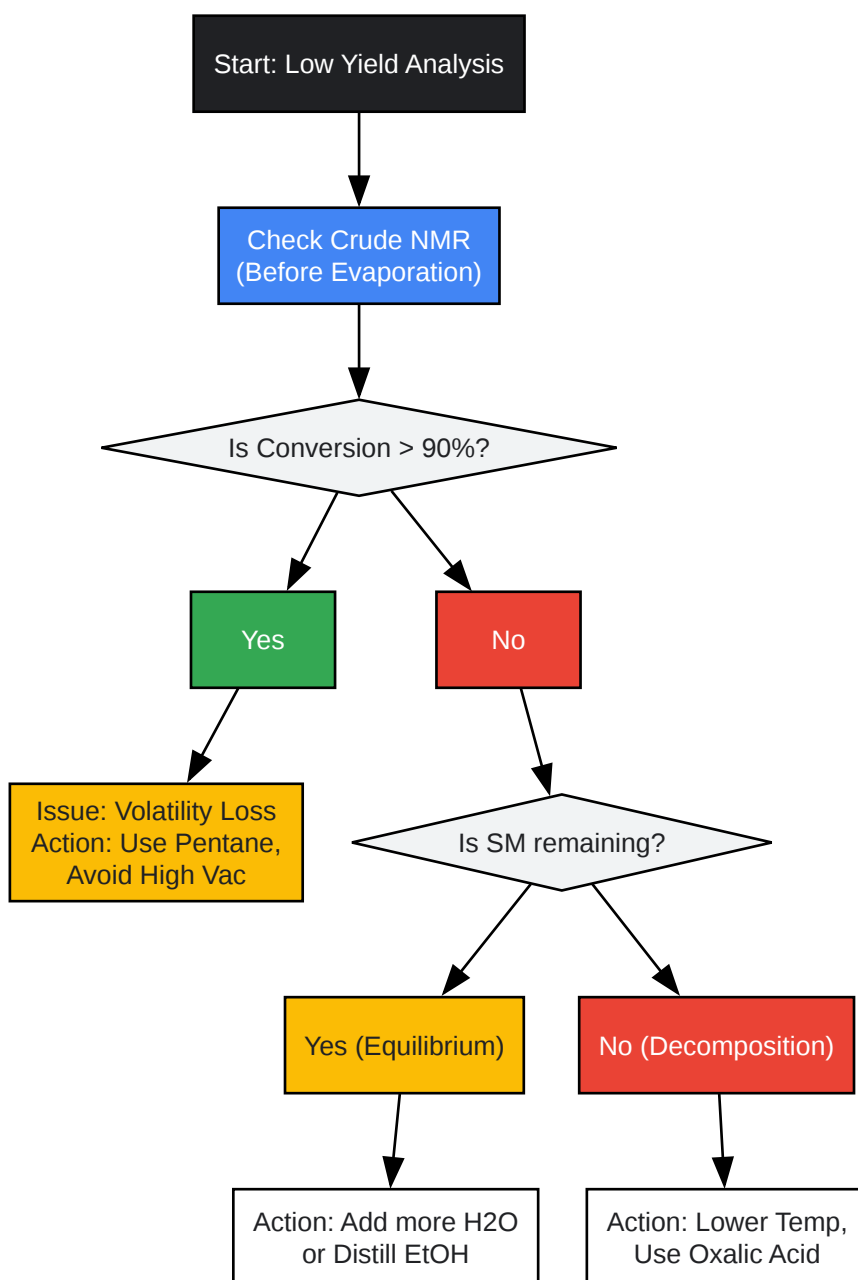 Start: Low Yield Analysis
Check Crude NMR
(Before Evaporation)
Is Conversion > 90%?
Yes
No
Issue: Volatility Loss
Action: Use Pentane,
Avoid High Vac
Is SM remaining?
Yes (Equilibrium)
No (Decomposition)
Action: Add more H2O
or Distill EtOH
Action: Lower Temp,
Use Oxalic Acid